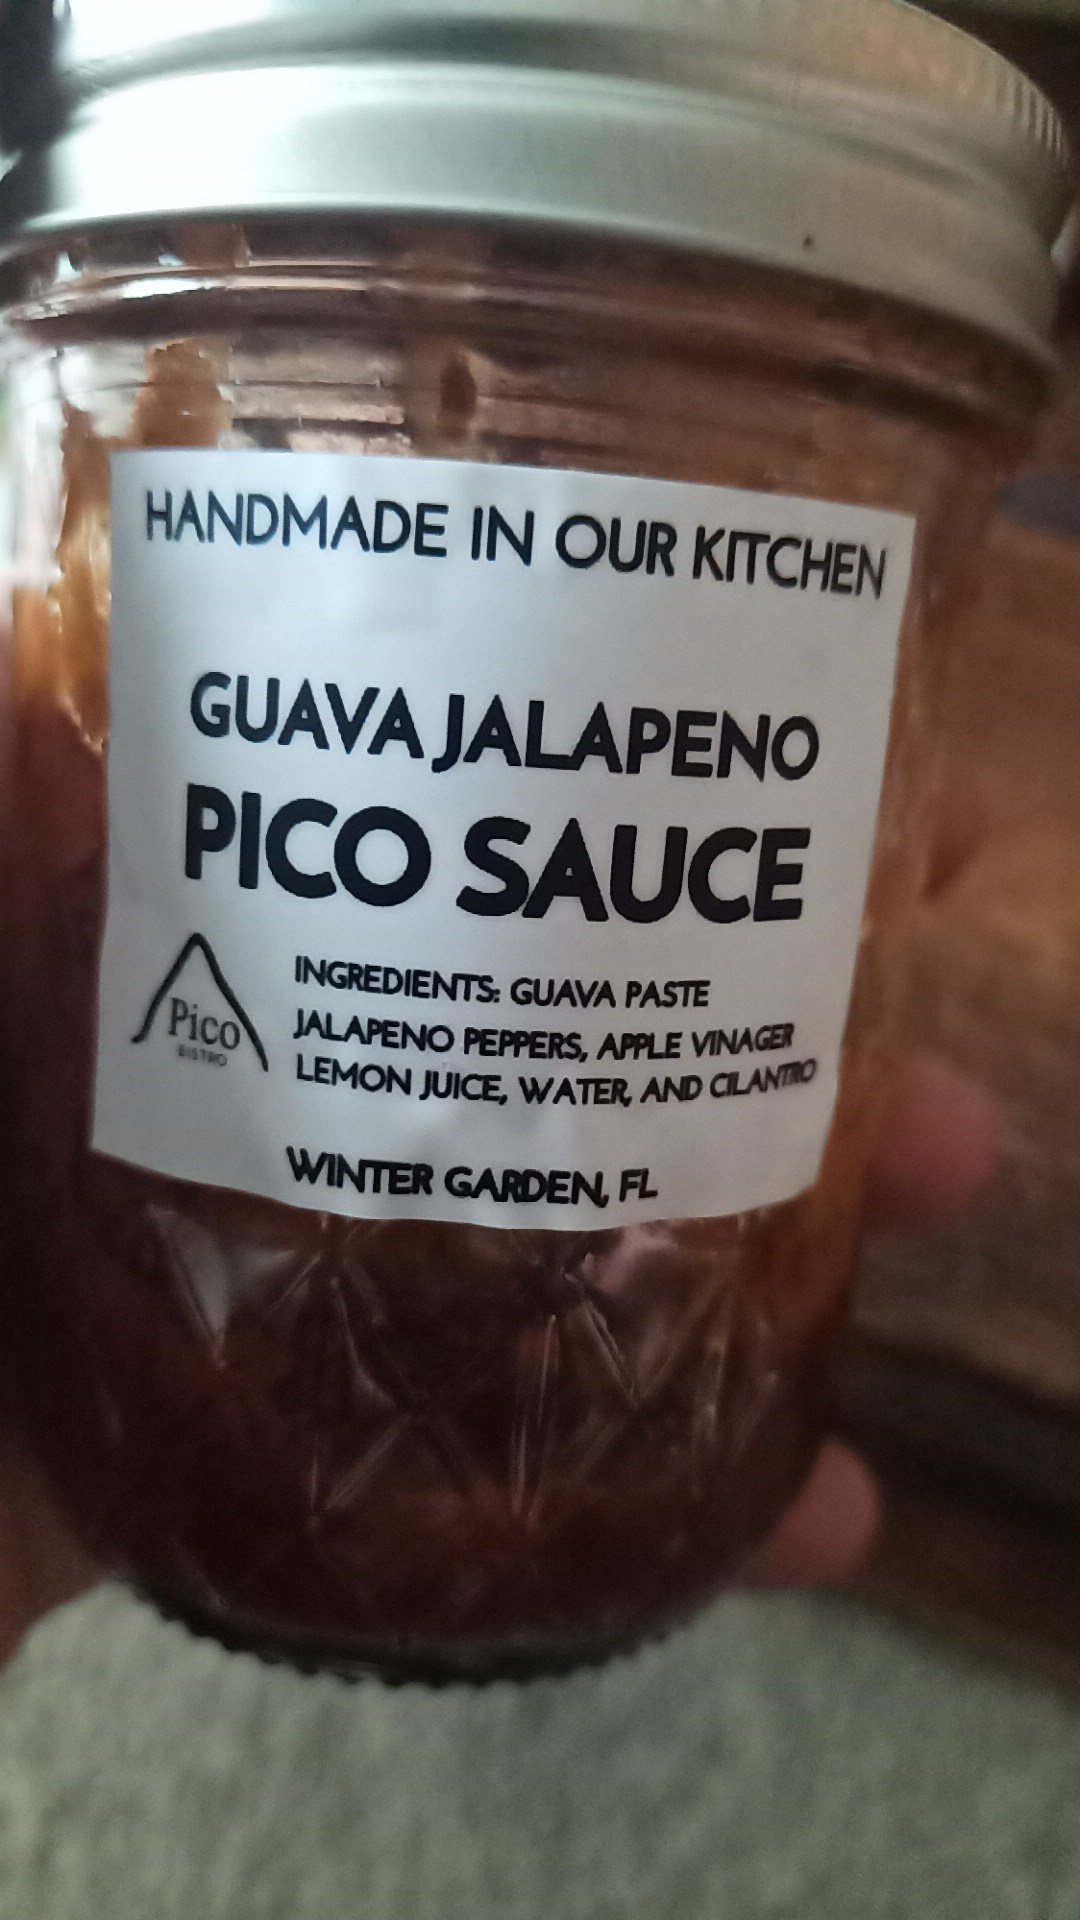 HANDMADE IN OUR KITCHEN
GUAVA JALAPENO
PICO SAUCE
Pico
BISTRO
INGREDIENTS: GUAVA PASTE
JALAPENO PEPPERS, APPLE VINAGER
LEMON JUICE, WATER, AND CILANTRO
WINTER GARDEN, FL